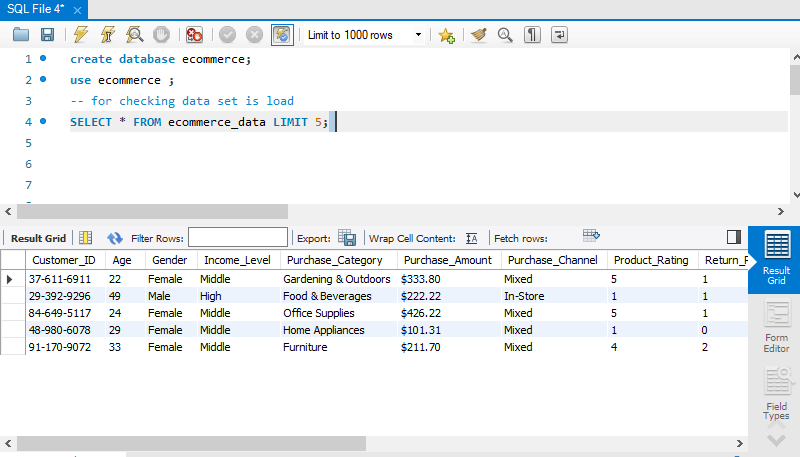 SQL File 4*
Limit to 1000 rows
1 create database ecommerce;
2 use ecommerce ;
3 -- for checking data set is load
4 SELECT * FROM ecommerce_data LIMIT 5;
5
6
7
Result Grid Filter Rows: Export: Wrap Cell Content: Fetch rows:
Customer_ID Age Gender Income_Level Purchase_Category Purchase_Amount Purchase_Channel Product_Rating Return_
37-611-6911 22 Female Middle Gardening & Outdoors $333.80 Mixed 5 1
29-392-9296 49 Male High Food & Beverages $222.22 In-Store 1 1
84-649-5117 24 Female Middle Office Supplies $426.22 Mixed 5 1
48-980-6078 29 Female Middle Home Appliances $101.31 Mixed 1 0
91-170-9072 33 Female Middle Furniture $211.70 Mixed 4 2
Result
Grid
Form
Editor
Field
Types